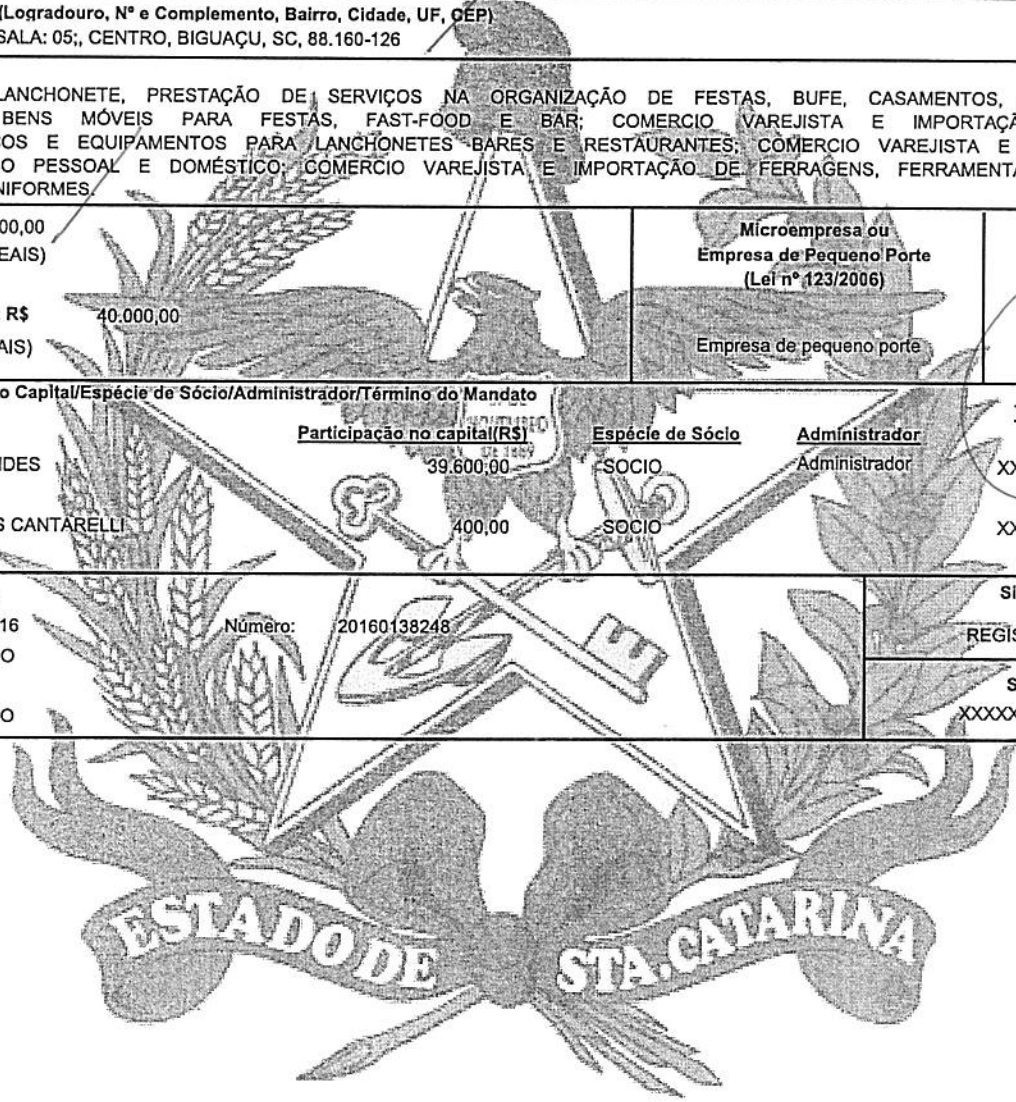 (Logradouro, Nº e Complemento, Bairro, Cidade, UF, CEP)
SALA: 05;, CENTRO, BIGUAÇU, SC, 88.160-126
LANCHONETE, PRESTAÇÃO DE SERVIÇOS NA ORGANIZAÇÃO DE FESTAS, BUFE, CASAMENTOS,
BENS MÓVEIS PARA FESTAS, FAST-FOOD E BAR; COMERCIO VAREJISTA E IMPORTAÇÃ
OS E EQUIPAMENTOS PARA LANCHONETES BARES E RESTAURANTES; COMERCIO VAREJISTA E
O PESSOAL E DOMÉSTICO; COMERCIO VAREJISTA E IMPORTAÇÃO DE FERRAGENS, FERRAMENTA
NIFORMES.
00,00
EAIS)
R$ 40.000,00
AIS)
Microempresa ou
Empresa de Pequeno Porte
(Lei nº 123/2006)
Empresa de pequeno porte
o Capital/Espécie de Sócio/Administrador/Término do Mandato
Participação no capital(R$) Espécie de Sócio Administrador
IDES 39.600,00 SOCIO Administrador XX
S CANTARELLI 400,00 SOCIO XX
16 Número: 20160138248
O
O
Si
REGIS
S
XXXXX
ESTADO DE STA. CATARINA